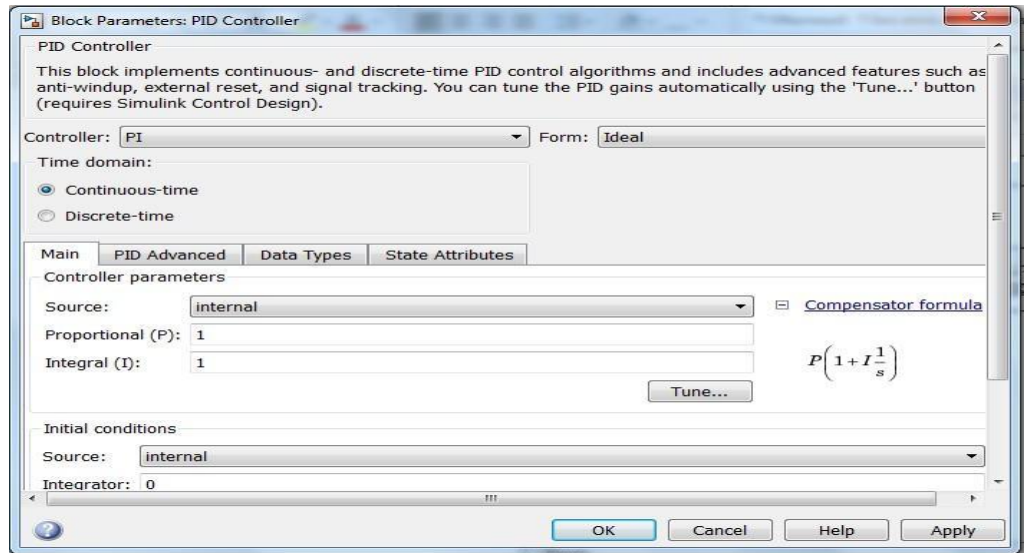 Block Parameters: PID Controller
PID Controller
This block implements continuous- and discrete-time PID control algorithms and includes advanced features such as
anti-windup, external reset, and signal tracking. You can tune the PID gains automatically using the 'Tune...' button
(requires Simulink Control Design).
Controller: PI Form: Ideal
Time domain:
Continuous-time
Discrete-time
Main PID Advanced Data Types State Attributes
Controller parameters
Source: internal Compensator formula
Proportional (P): 1
Integral (I): 1
P(1+I 1/s)
Tune...
Initial conditions
Source: internal
Integrator: 0
OK Cancel Help Apply